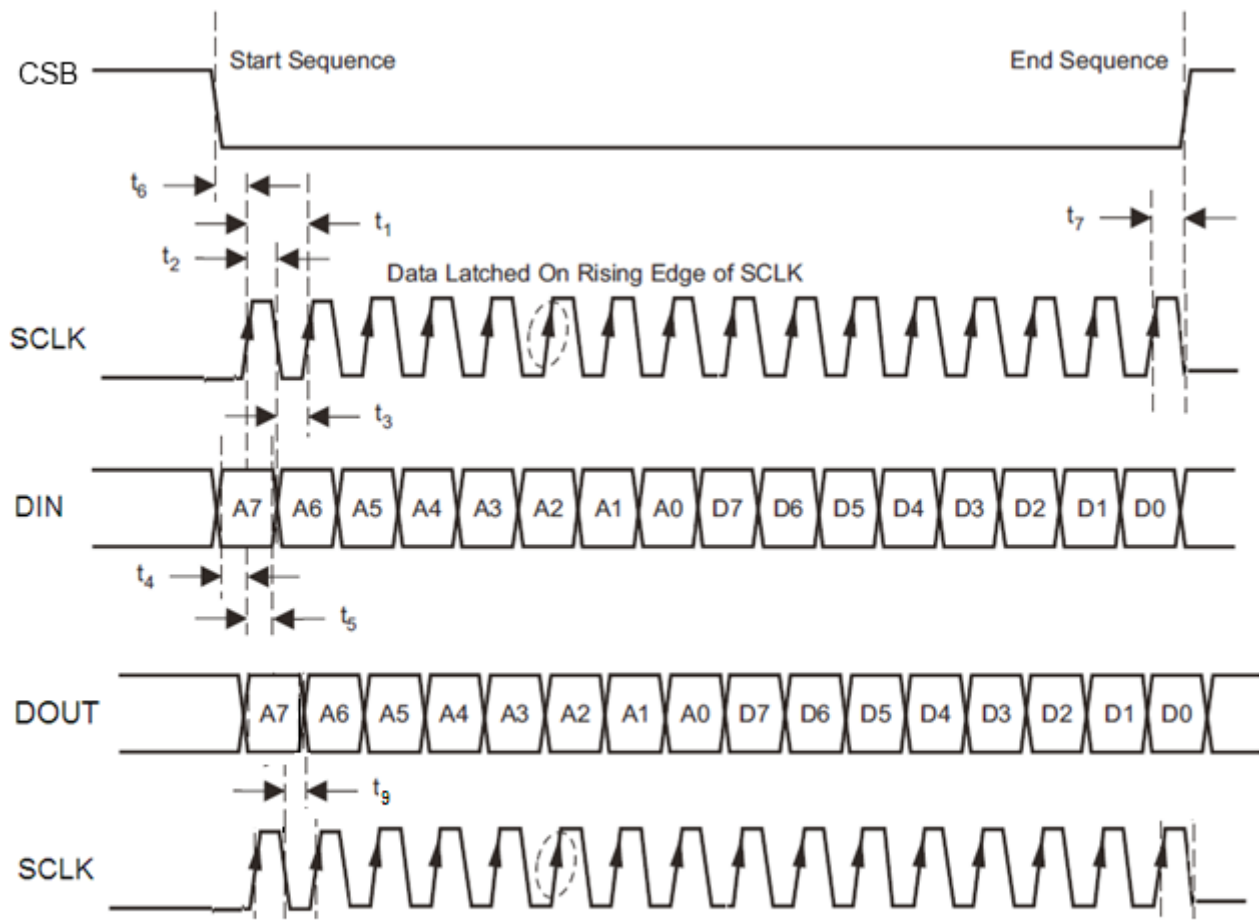 CSB
Start Sequence
End Sequence
t6
t1
t7
t2
Data Latched On Rising Edge of SCLK
SCLK
t3
DIN
A7 A6 A5 A4 A3 A2 A1 A0 D7 D6 D5 D4 D3 D2 D1 D0
t4
t5
DOUT
A7 A6 A5 A4 A3 A2 A1 A0 D7 D6 D5 D4 D3 D2 D1 D0
t9
SCLK